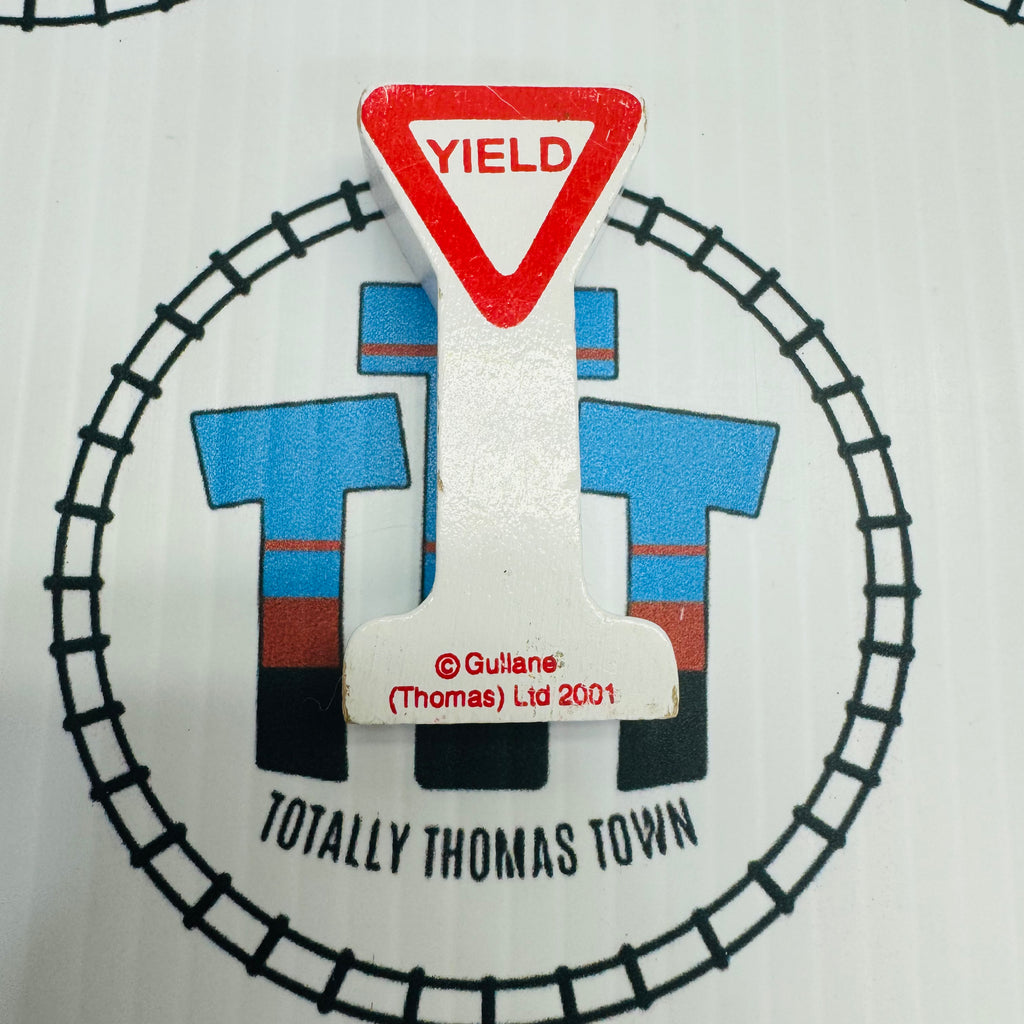 YIELD
© Gullane
(Thomas) Ltd 2001
TOTALLY THOMAS TOWN